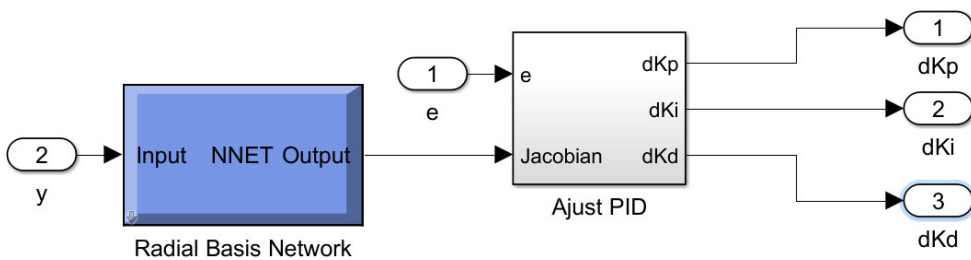 2
y
Input NNET Output
Radial Basis Network
1
e
e
Jacobian
dKp
dKi
dKd
Ajust PID
1
dKp
2
dKi
3
dKd